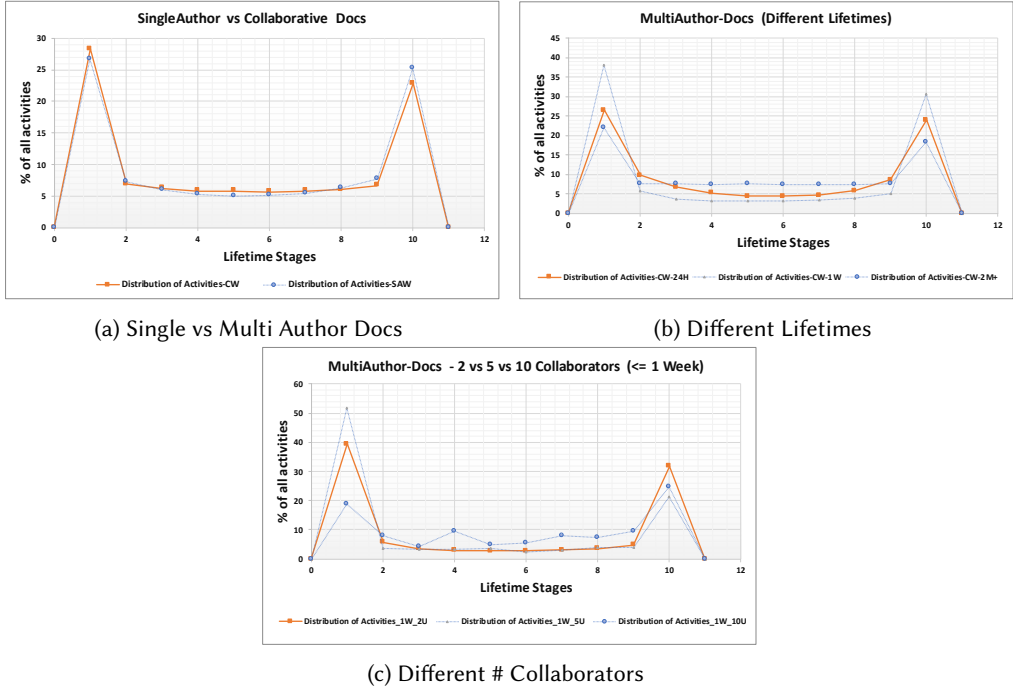 SingleAuthor vs Collaborative Docs
% of all activities
35
30
25
20
15
10
5
0
0 2 4 6 8 10 12
Lifetime Stages
Distribution of Activities-CW Distribution of Activities-SAW
(a) Single vs Multi Author Docs
MultiAuthor-Docs (Different Lifetimes)
% of all activities
45
40
35
30
25
20
15
10
5
0
0 2 4 6 8 10 12
Lifetime Stages
Distribution of Activities-CW-24H Distribution of Activities-CW-1W Distribution of Activities-CW-2M+
(b) Different Lifetimes
MultiAuthor-Docs - 2 vs 5 vs 10 Collaborators (<= 1 Week)
% of all activities
60
50
40
30
20
10
0
0 2 4 6 8 10 12
Lifetime Stages
Distribution of Activities_1W_2U Distribution of Activities_1W_5U Distribution of Activities_1W_10U
(c) Different # Collaborators